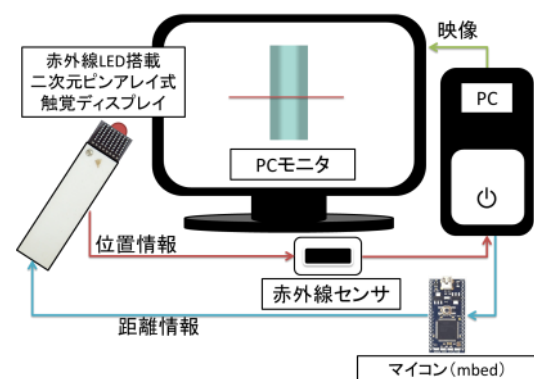 赤外線LED搭載
二次元ピンアレイ式
触覚ディスプレイ
映像
PC
PCモニタ
位置情報
赤外線センサ
距離情報
マイコン(mbed)